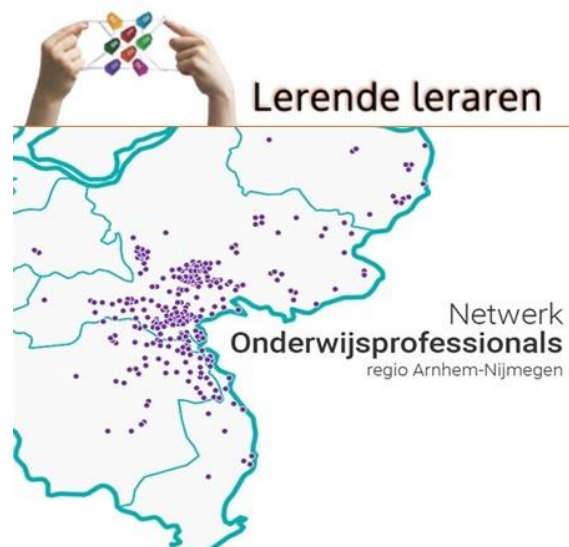 Lerende leraren
Netwerk
Onderwijsprofessionals
regio Arnhem-Nijmegen